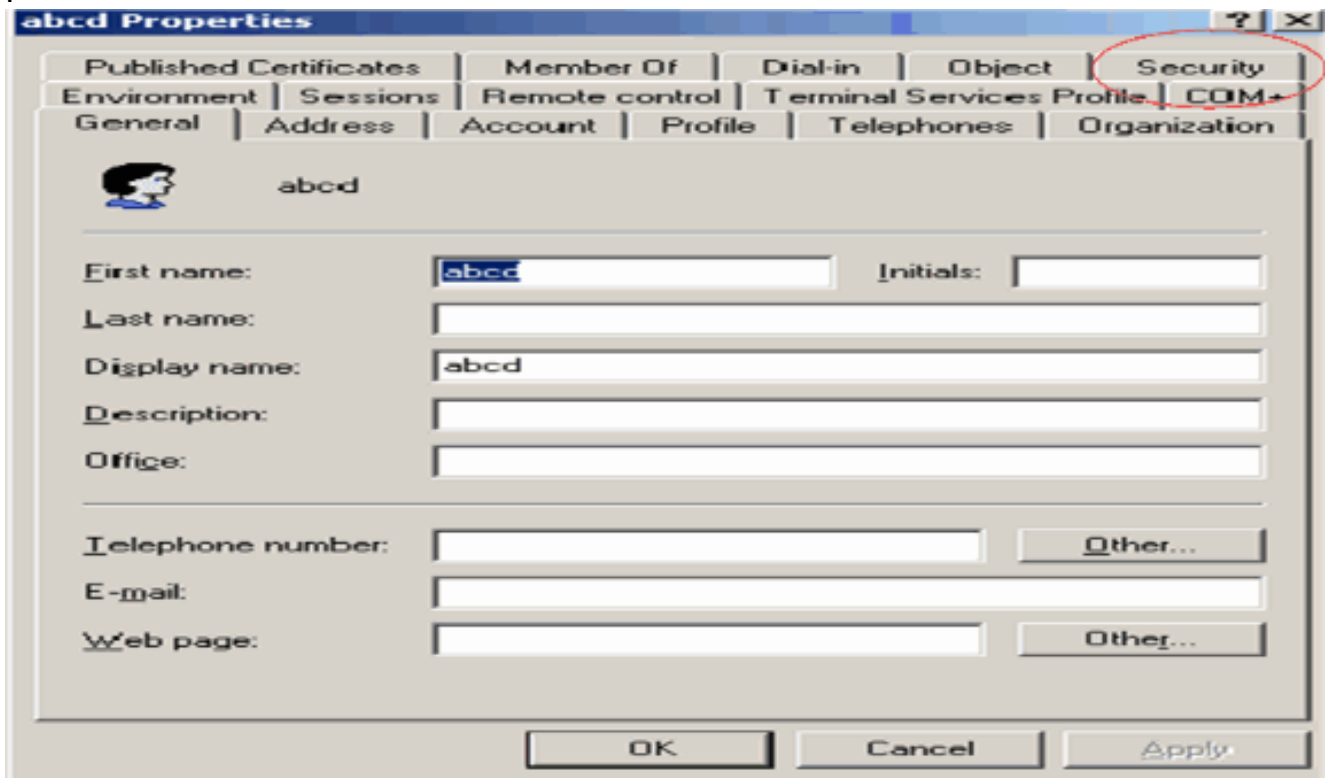 abcd Properties
Published Certificates Member Of Dial-in Object Security
Environment Sessions Remote control Terminal Services Profile COM+
General Address Account Profile Telephones Organization
abcd
First name: abcd Initials:
Last name:
Display name: abcd
Description:
Office:
Telephone number: Other...
E-mail:
Web page: Other...
OK Cancel Apply